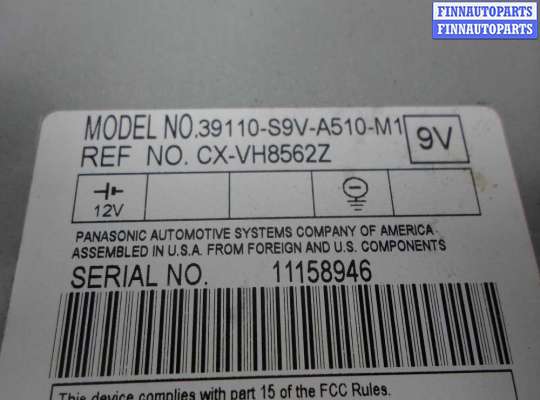 FINNAUTOPARTS
FINNAUTOPARTS
MODEL NO.39110-S9V-A510-M1
9V
REF NO. CX-VH8562Z
12V
PANASONIC AUTOMOTIVE SYSTEMS COMPANY OF AMERICA
ASSEMBLED IN U.S.A. FROM FOREIGN AND U.S. COMPONENTS
SERIAL NO. 11158946
This device complies with part 15 of the FCC Rules.